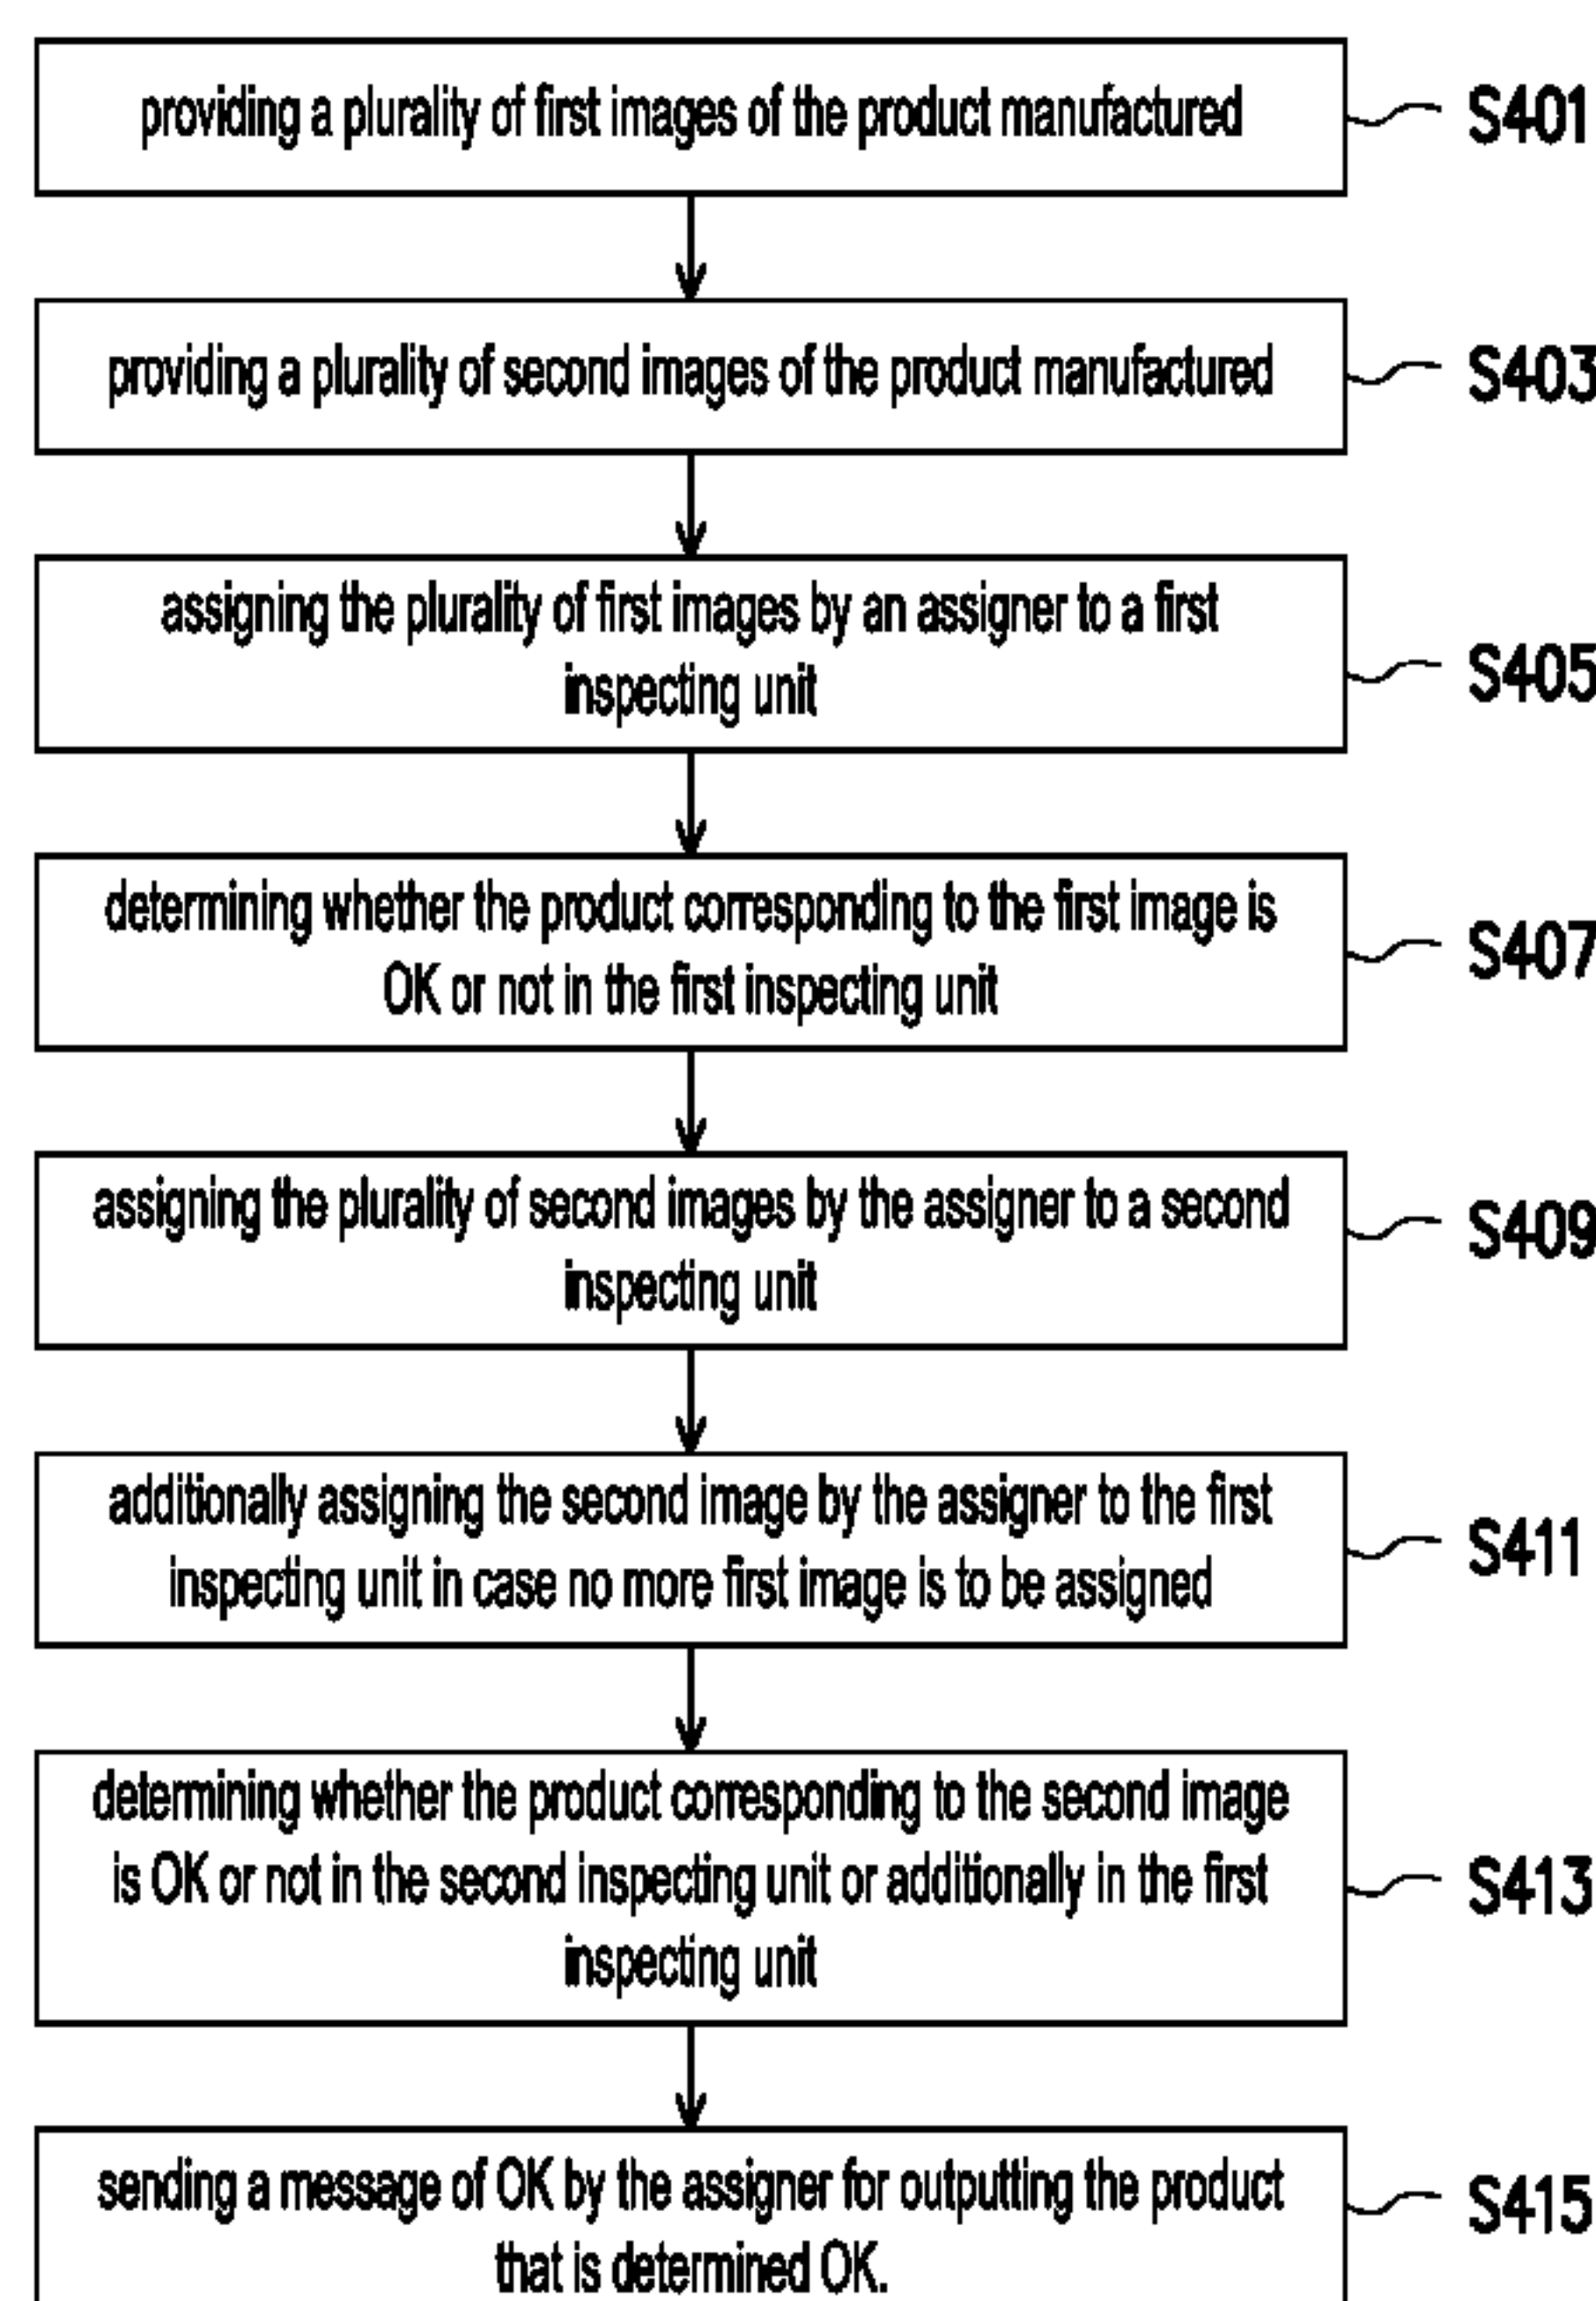 providing a plurality of first images of the product manufactured
S401
providing a plurality of second images of the product manufactured
S403
assigning the plurality of first images by an assigner to a first
inspecting unit
S405
determining whether the product corresponding to the first image is
OK or not in the first inspecting unit
S407
assigning the plurality of second images by the assigner to a second
inspecting unit
S409
additionally assigning the second image by the assigner to the first
inspecting unit in case no more first image is to be assigned
S411
determining whether the product corresponding to the second image
is OK or not in the second inspecting unit or additionally in the first
inspecting unit
S413
sending a message of OK by the assigner for outputting the product
that is determined OK.
S415